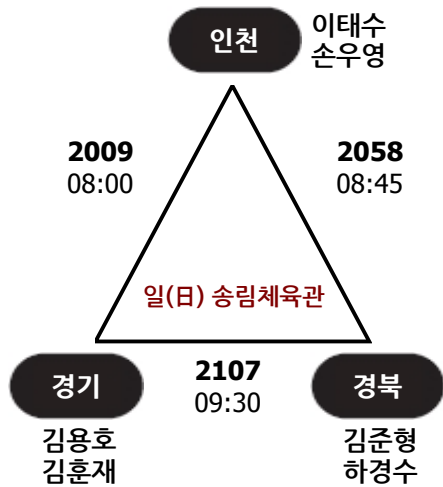 인천
이태수
손우영
2009
08:00
2058
08:45
일(日) 송림체육관
경기
2107
09:30
경북
김용호
김훈재
김준형
하경수